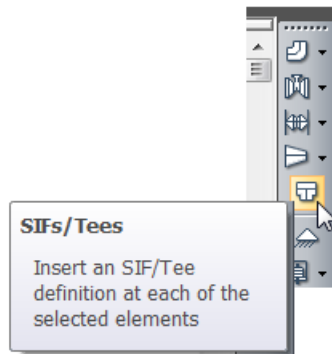 SIFs/Tees
Insert an SIF/Tee
definition at each of the
selected elements